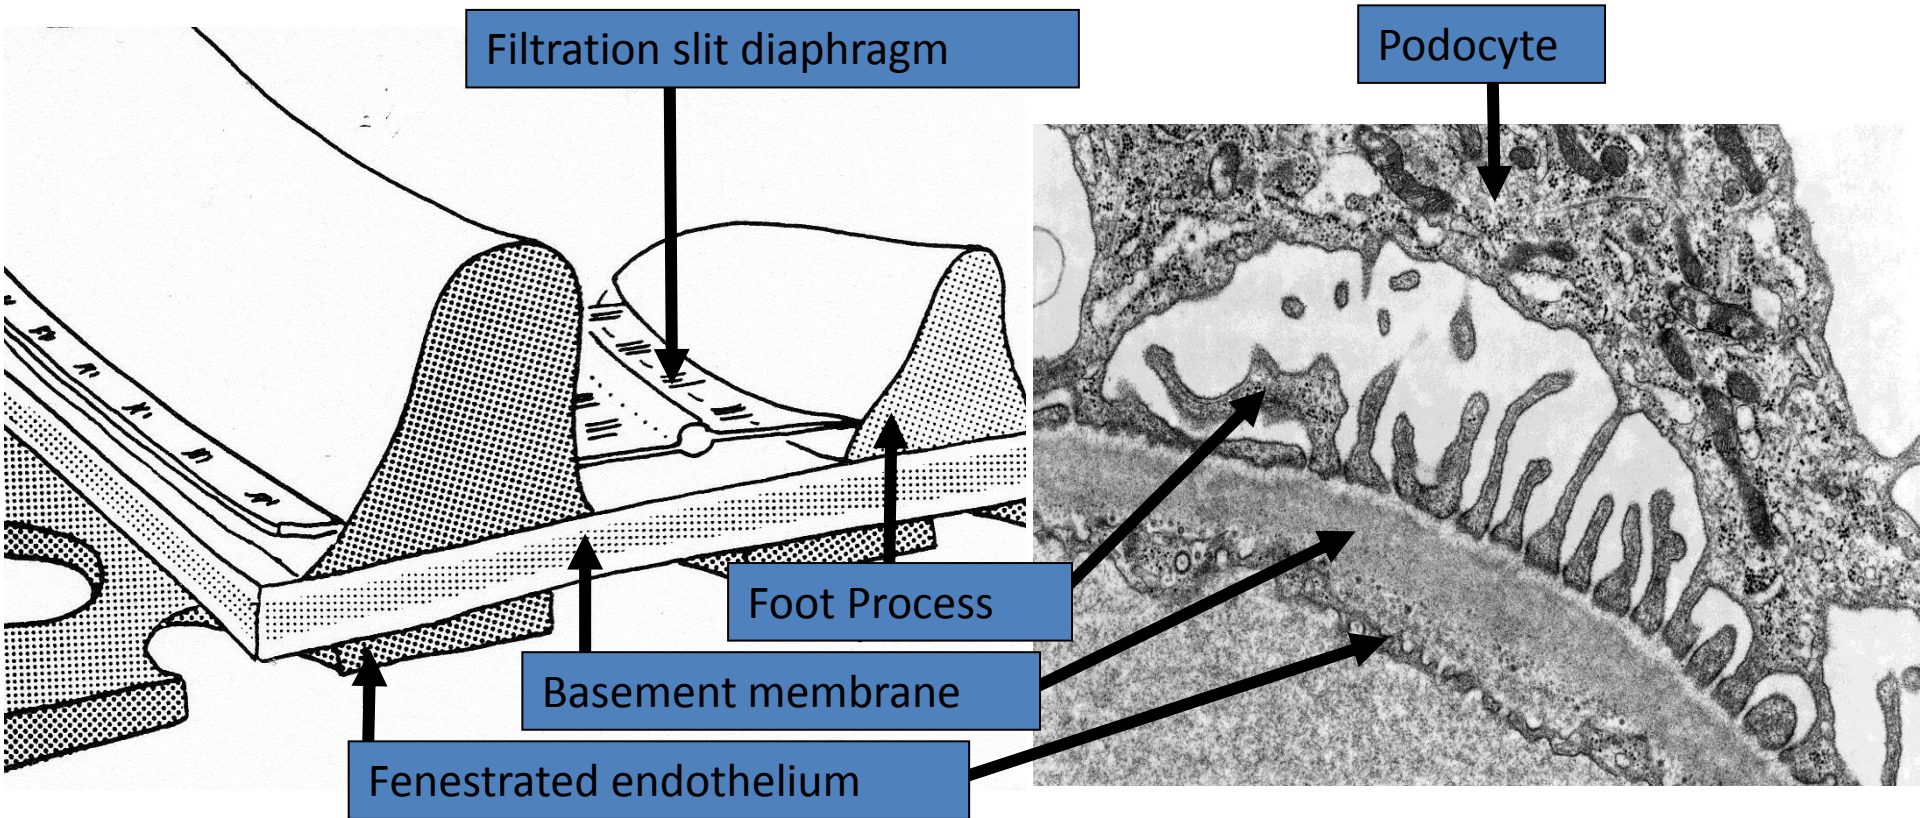 Filtration slit diaphragm
Podocyte
Foot Process
Basement membrane
Fenestrated endothelium